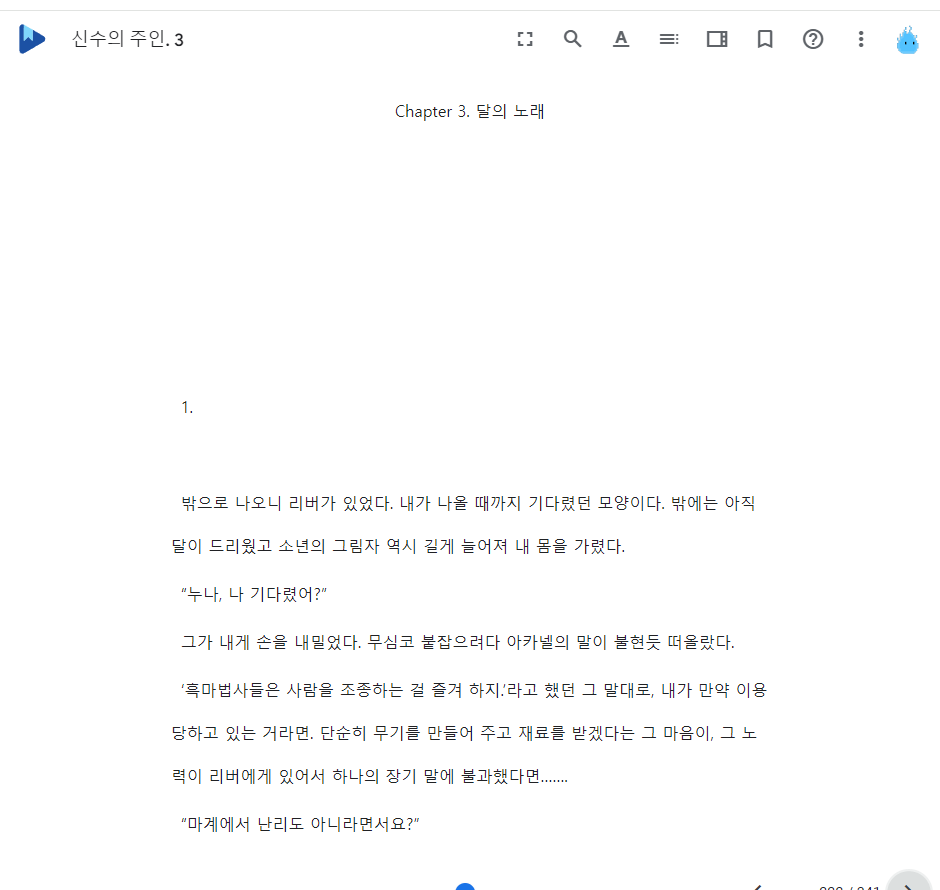 신수의 주인. 3
Chapter 3. 달의 노래
1.
밖으로 나오니 리버가 있었다. 내가 나올 때까지 기다렸던 모양이다. 밖에는 아직
달이 드리웠고 소년의 그림자 역시 길게 늘어져 내 몸을 가렸다.
“누나, 나 기다렸어?”
그가 내게 손을 내밀었다. 무심코 붙잡으려다 아카넬의 말이 불현듯 떠올랐다.
‘흑마법사들은 사람을 조종하는 걸 즐겨 하지.’라고 했던 그 말대로, 내가 만약 이용
당하고 있는 거라면. 단순히 무기를 만들어 주고 재료를 받겠다는 그 마음이, 그 노
력이 리버에게 있어서 하나의 장기 말에 불과했다면.......
“마계에서 난리도 아니라면서요?”